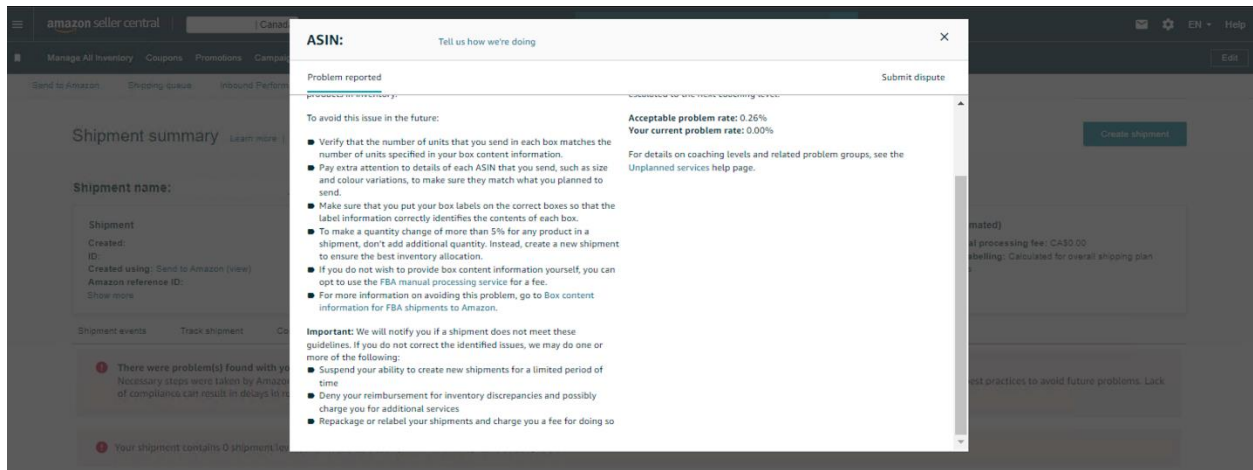 amazon seller central
Canad
EN
Help
Manage All Inventory Coupons Promotions Campaig
Edit
Send to Amazon Shipping queue Inbound Perform
Shipment summary Learn more
Create shipment
Shipment name:
Shipment
Created:
ID:
Created using: Send to Amazon (view)
Amazon reference ID:
Show more
mated)
al processing fee: CA$0.00
abelling: Calculated for overall shipping plan
Shipment events Track shipment Co
There were problem(s) found with yo
Necessary steps were taken by Amazo
of compliance can result in delays in re
est practices to avoid future problems. Lack
Your shipment contains 0 shipment lev
ASIN:
Tell us how we're doing
Problem reported
Submit dispute
products in inventory.
To avoid this issue in the future:
Verify that the number of units that you send in each box matches the
number of units specified in your box content information.
Pay extra attention to details of each ASIN that you send, such as size
and colour variations, to make sure they match what you planned to
send.
Make sure that you put your box labels on the correct boxes so that the
label information correctly identifies the contents of each box.
To make a quantity change of more than 5% for any product in a
shipment, don't add additional quantity. Instead, create a new shipment
to ensure the best inventory allocation.
If you do not wish to provide box content information yourself, you can
opt to use the FBA manual processing service for a fee.
For more information on avoiding this problem, go to Box content
information for FBA shipments to Amazon.
Important: We will notify you if a shipment does not meet these
guidelines. If you do not correct the identified issues, we may do one or
more of the following:
Suspend your ability to create new shipments for a limited period of
time
Deny your reimbursement for inventory discrepancies and possibly
charge you for additional services
Repackage or relabel your shipments and charge you a fee for doing so
escalated to the next coaching level.
Acceptable problem rate: 0.26%
Your current problem rate: 0.00%
For details on coaching levels and related problem groups, see the
Unplanned services help page.